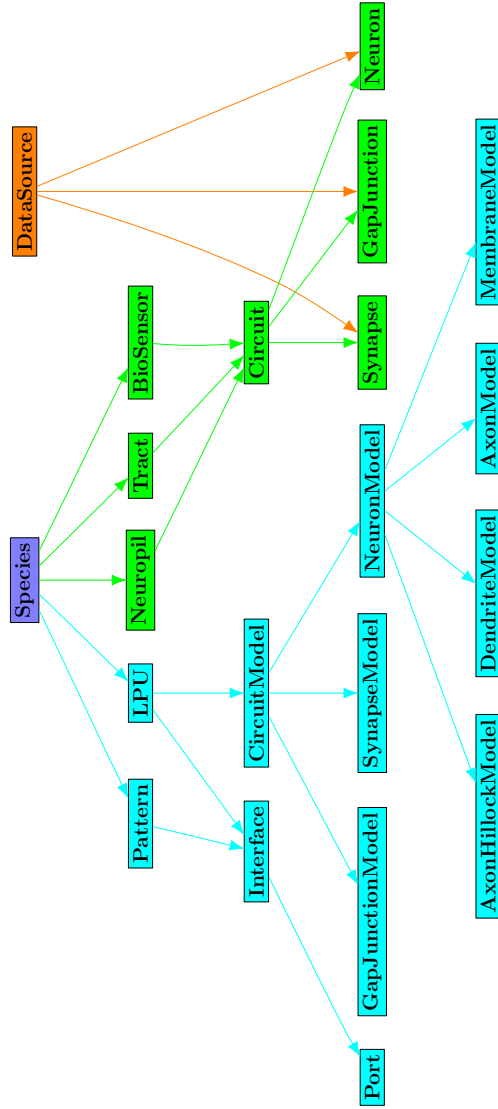 Species
DataSource
Pattern
LPU
Neuropil
Tract
BioSensor
Interface
CircuitModel
Circuit
Port
GapJunctionModel
SynapseModel
NeuronModel
Synapse
GapJunction
Neuron
AxonHillockModel
DendriteModel
AxonModel
MembraneModel